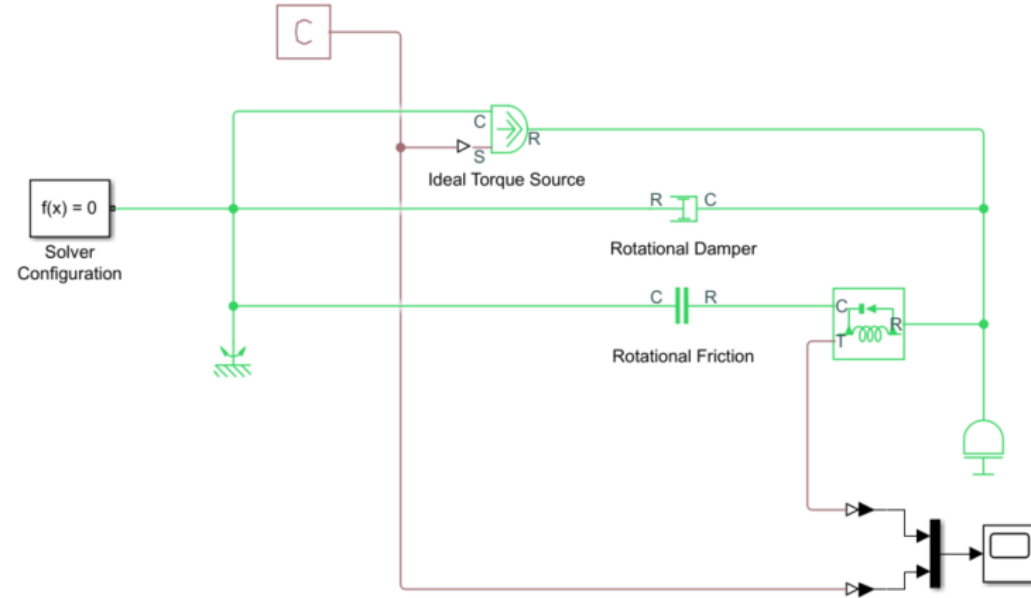 C
C
S
R
Ideal Torque Source
f(x) = 0
Solver
Configuration
R
C
Rotational Damper
C
R
C
R
T
Rotational Friction